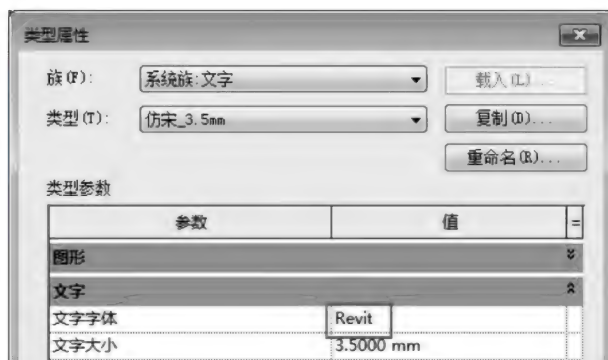 类型属性
族(F): 系统族:文字 载入(L)...
类型(T): 仿宋_3.5mm 复制(D)...
重命名(R)...
类型参数
参数 值 =
图形
文字
文字字体 Revit
文字大小 3.5000 mm